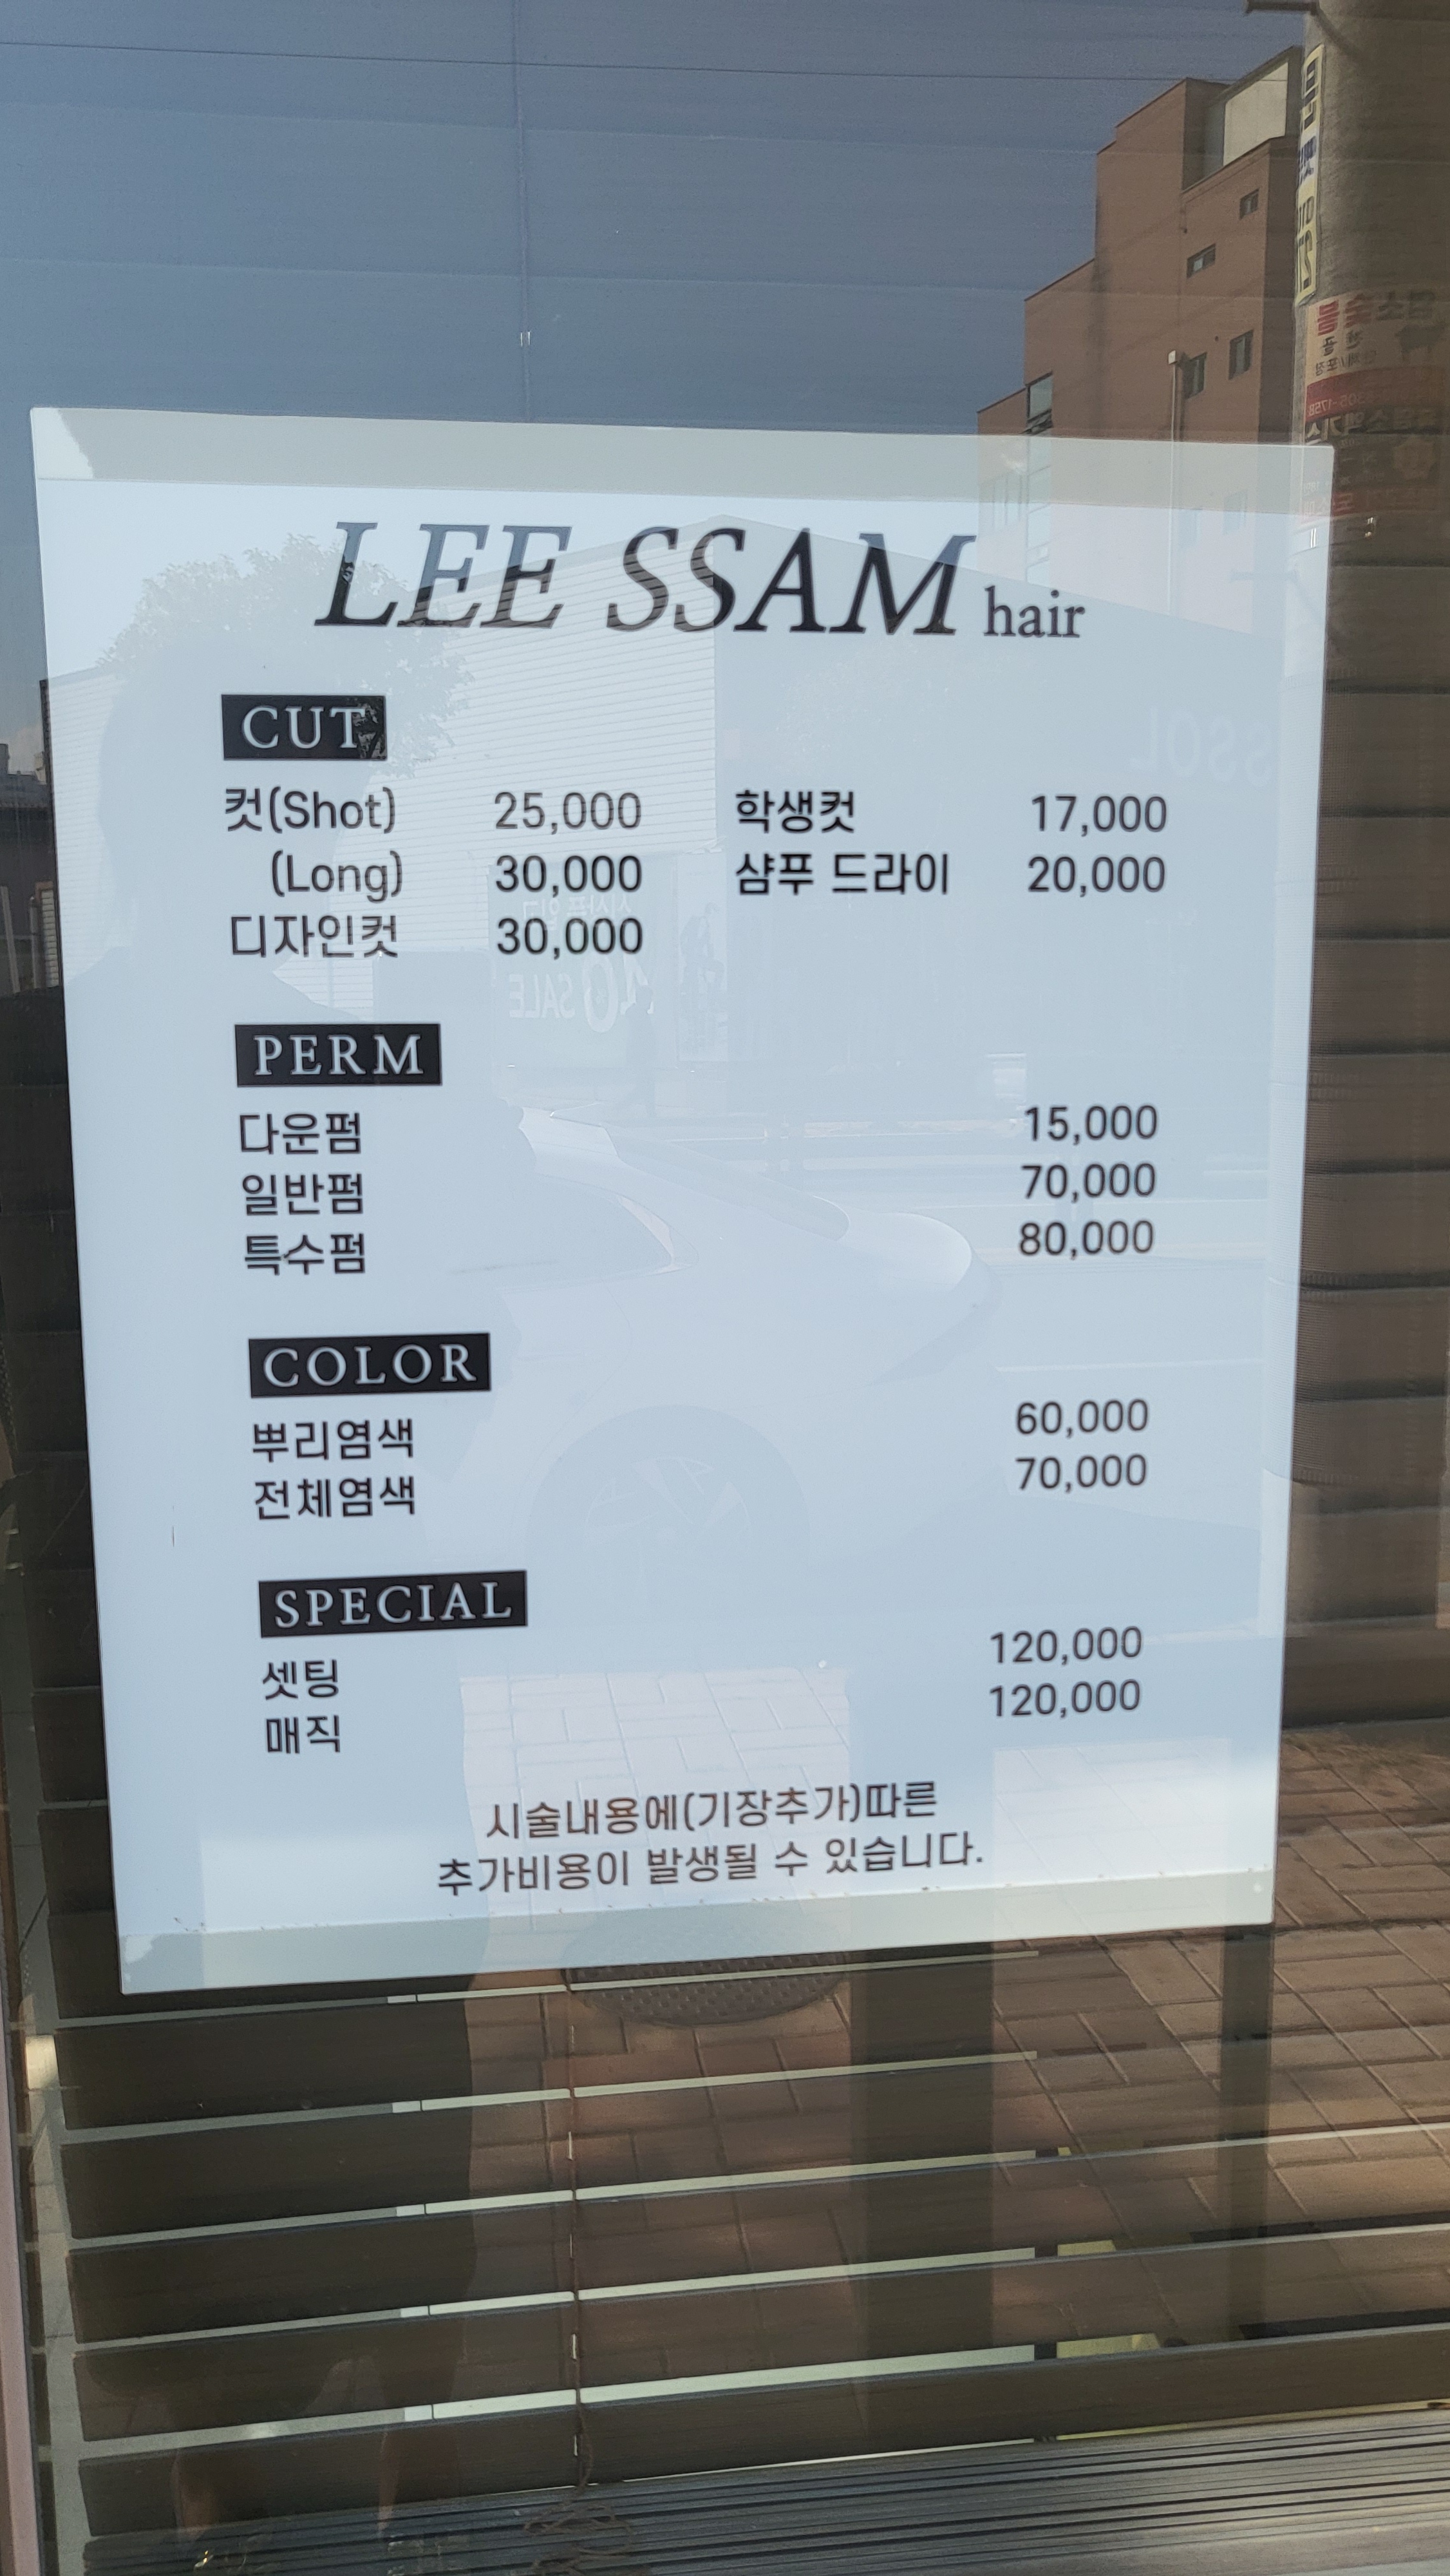 LEE SSAM hair
CUT
컷(Shot) 25,000 학생컷 17,000
(Long) 30,000 샴푸 드라이 20,000
디자인컷 30,000
PERM
다운펌 15,000
일반펌 70,000
특수펌 80,000
COLOR
뿌리염색 60,000
전체염색 70,000
SPECIAL
셋팅 120,000
매직 120,000
시술내용에(기장추가)따른
추가비용이 발생될 수 있습니다.